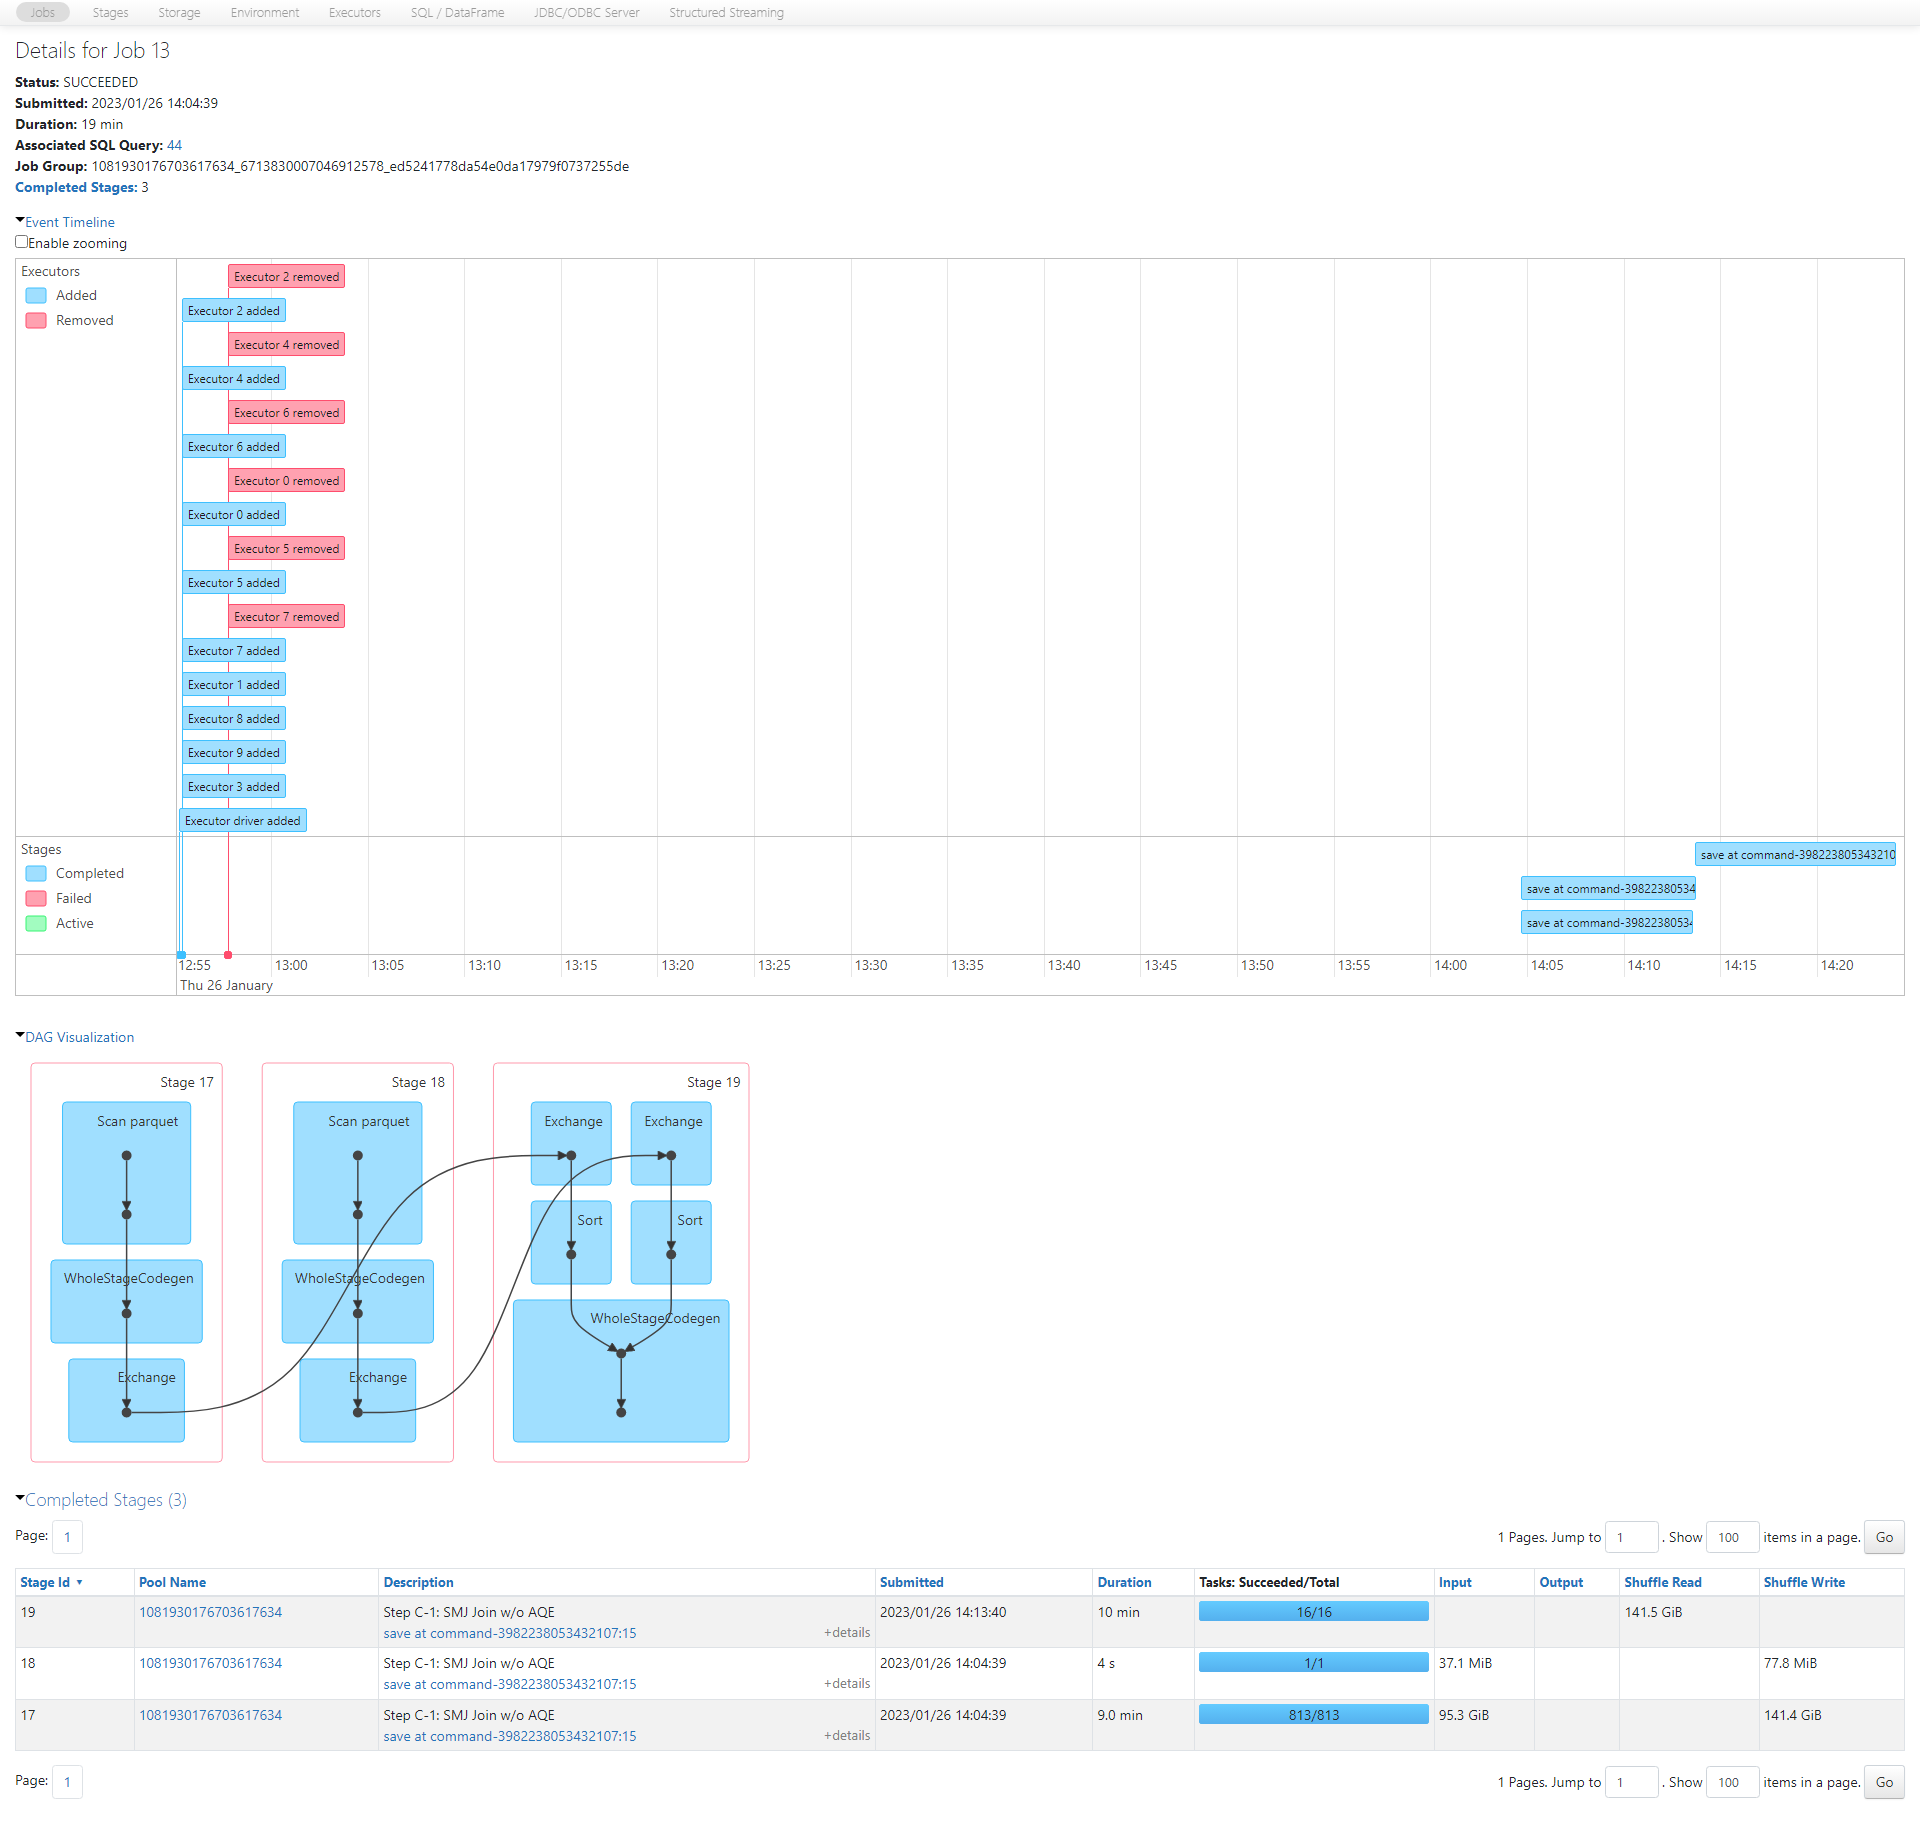 Jobs Stages Storage Environment Executors SQL / DataFrame JDBC/ODBC Server Structured Streaming
Details for Job 13
Status: SUCCEEDED
Submitted: 2023/01/26 14:04:39
Duration: 19 min
Associated SQL Query: 44
Job Group: 1081930176703617634_6713830007046912578_ed5241778da54e0da17979f0737255de
Completed Stages: 3
Event Timeline
Enable zooming
Executors
Added
Removed
Executor 2 removed
Executor 2 added
Executor 4 removed
Executor 4 added
Executor 6 removed
Executor 6 added
Executor 0 removed
Executor 0 added
Executor 5 removed
Executor 5 added
Executor 7 removed
Executor 7 added
Executor 1 added
Executor 8 added
Executor 9 added
Executor 3 added
Executor driver added
Stages
Completed
Failed
Active
save at command-398223805343210
save at command-39822380534
save at command-3982238053
12:55 13:00 13:05 13:10 13:15 13:20 13:25 13:30 13:35 13:40 13:45 13:50 13:55 14:00 14:05 14:10 14:15 14:20
Thu 26 January
DAG Visualization
Stage 17
Scan parquet
WholeStageCodegen
Exchange
Stage 18
Scan parquet
WholeStageCodegen
Exchange
Stage 19
Exchange Exchange
Sort Sort
WholeStageCodegen
Completed Stages (3)
Page: 1 1 Pages. Jump to 1 . Show 100 items in a page. Go
Stage Id Pool Name Description Submitted Duration Tasks: Succeeded/Total Input Output Shuffle Read Shuffle Write
19 1081930176703617634 Step C-1: SMJ Join w/o AQE 2023/01/26 14:13:40 10 min 16/16 141.5 GiB
save at command-3982238053432107:15 +details
18 1081930176703617634 Step C-1: SMJ Join w/o AQE 2023/01/26 14:04:39 4 s 1/1 37.1 MiB 77.8 MiB
save at command-3982238053432107:15 +details
17 1081930176703617634 Step C-1: SMJ Join w/o AQE 2023/01/26 14:04:39 9.0 min 813/813 95.3 GiB 141.4 GiB
save at command-3982238053432107:15 +details
Page: 1 1 Pages. Jump to 1 . Show 100 items in a page. Go